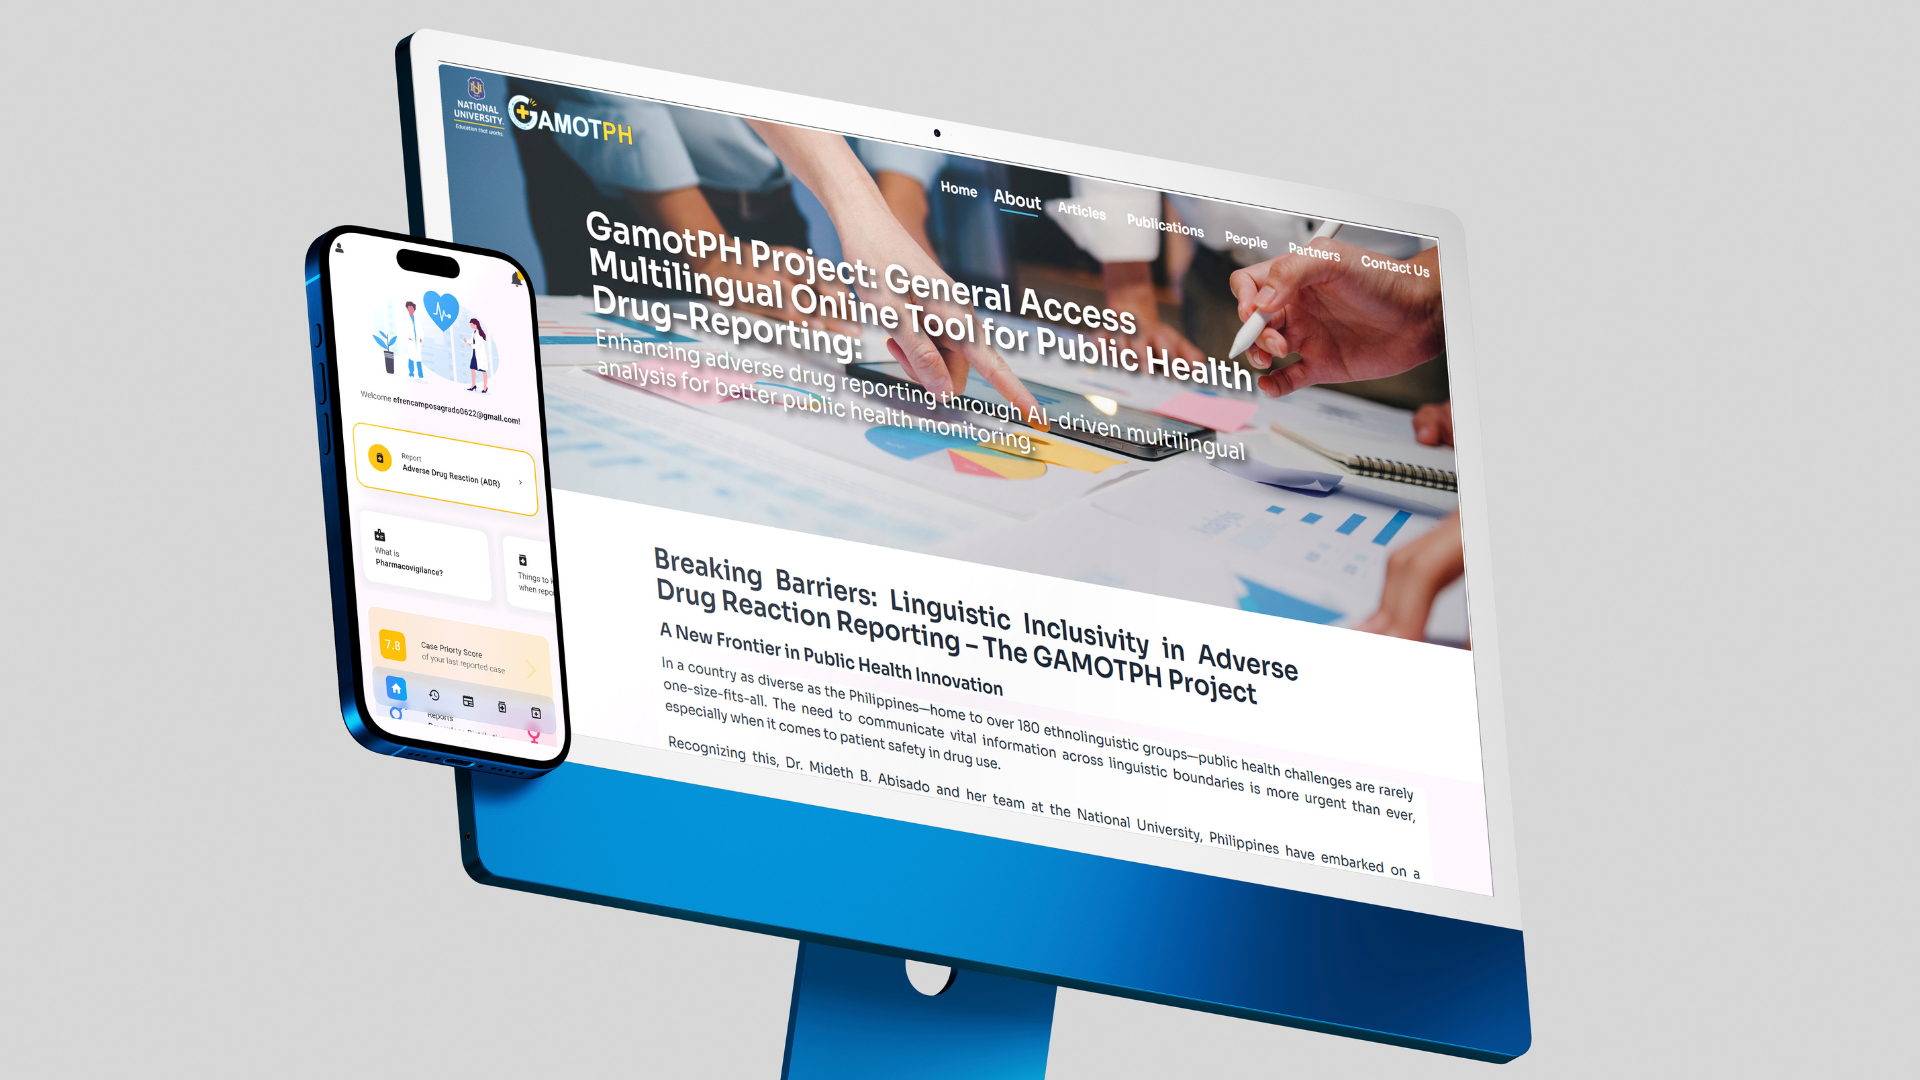 NATIONAL
UNIVERSITY.
Education that works.
GAMOTPH
Home
About
Articles
Publications
People
Partners
Contact Us
GamotPH Project: General Access
Multilingual Online Tool for Public Health
Drug-Reporting:
Enhancing adverse drug reporting through AI-driven multilingual
analysis for better public health monitoring.
Breaking Barriers: Linguistic Inclusivity in Adverse
Drug Reaction Reporting – The GAMOTPH Project
A New Frontier in Public Health Innovation
In a country as diverse as the Philippines—home to over 180 ethnolinguistic groups—public health challenges are rarely
one-size-fits-all. The need to communicate vital information across linguistic boundaries is more urgent than ever,
especially when it comes to patient safety in drug use.
Recognizing this, Dr. Mideth B. Abisado and her team at the National University, Philippines have embarked on a
Welcome efrencamposagrado0622@gmail.com!
Report
Adverse Drug Reaction (ADR)
What is
Pharmacovigilance?
Things to
when repo
7.8
Case Priorty Score
of your last reported case
Reports